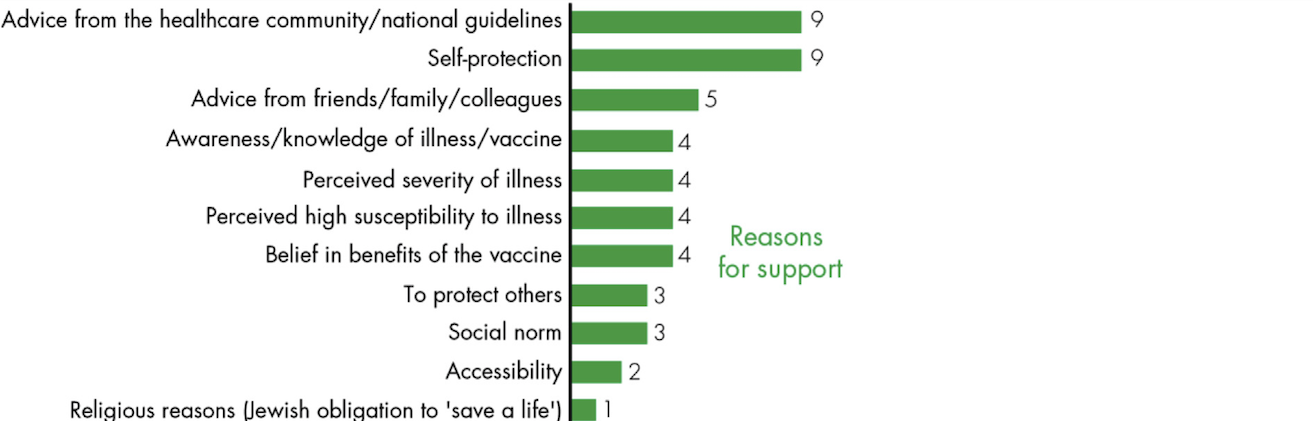 Advice from the healthcare community/national guidelines 9
Self-protection 9
Advice from friends/family/colleagues 5
Awareness/knowledge of illness/vaccine 4
Perceived severity of illness 4
Perceived high susceptibility to illness 4
Belief in benefits of the vaccine 4
Reasons
for support
To protect others 3
Social norm 3
Accessibility 2
Religious reasons (Jewish obligation to 'save a life') 1